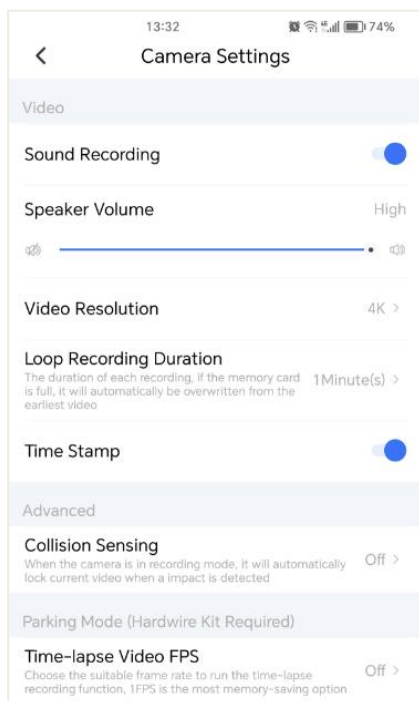 13:32 74%
Camera Settings
Video
Sound Recording
Speaker Volume High
Video Resolution 4K >
Loop Recording Duration
The duration of each recording, if the memory card
is full, it will automatically be overwritten from the
earliest video
1Minute(s) >
Time Stamp
Advanced
Collision Sensing
When the camera is in recording mode, it will automatically
lock current video when a impact is detected
Off >
Parking Mode (Hardwire Kit Required)
Time-lapse Video FPS
Choose the suitable frame rate to run the time-lapse
recording function, 1FPS is the most memory-saving option
Off >